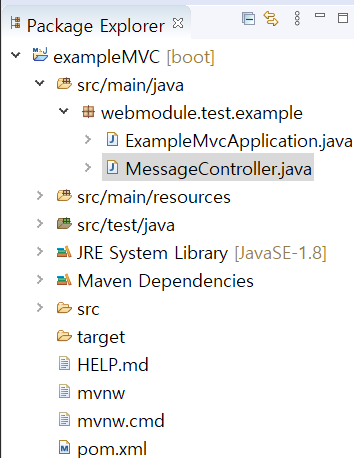 Package Explorer
exampleMVC [boot]
src/main/java
webmodule.test.example
ExampleMvcApplication.java
MessageController.java
src/main/resources
src/test/java
JRE System Library [JavaSE-1.8]
Maven Dependencies
src
target
HELP.md
mvnw
mvnw.cmd
pom.xml